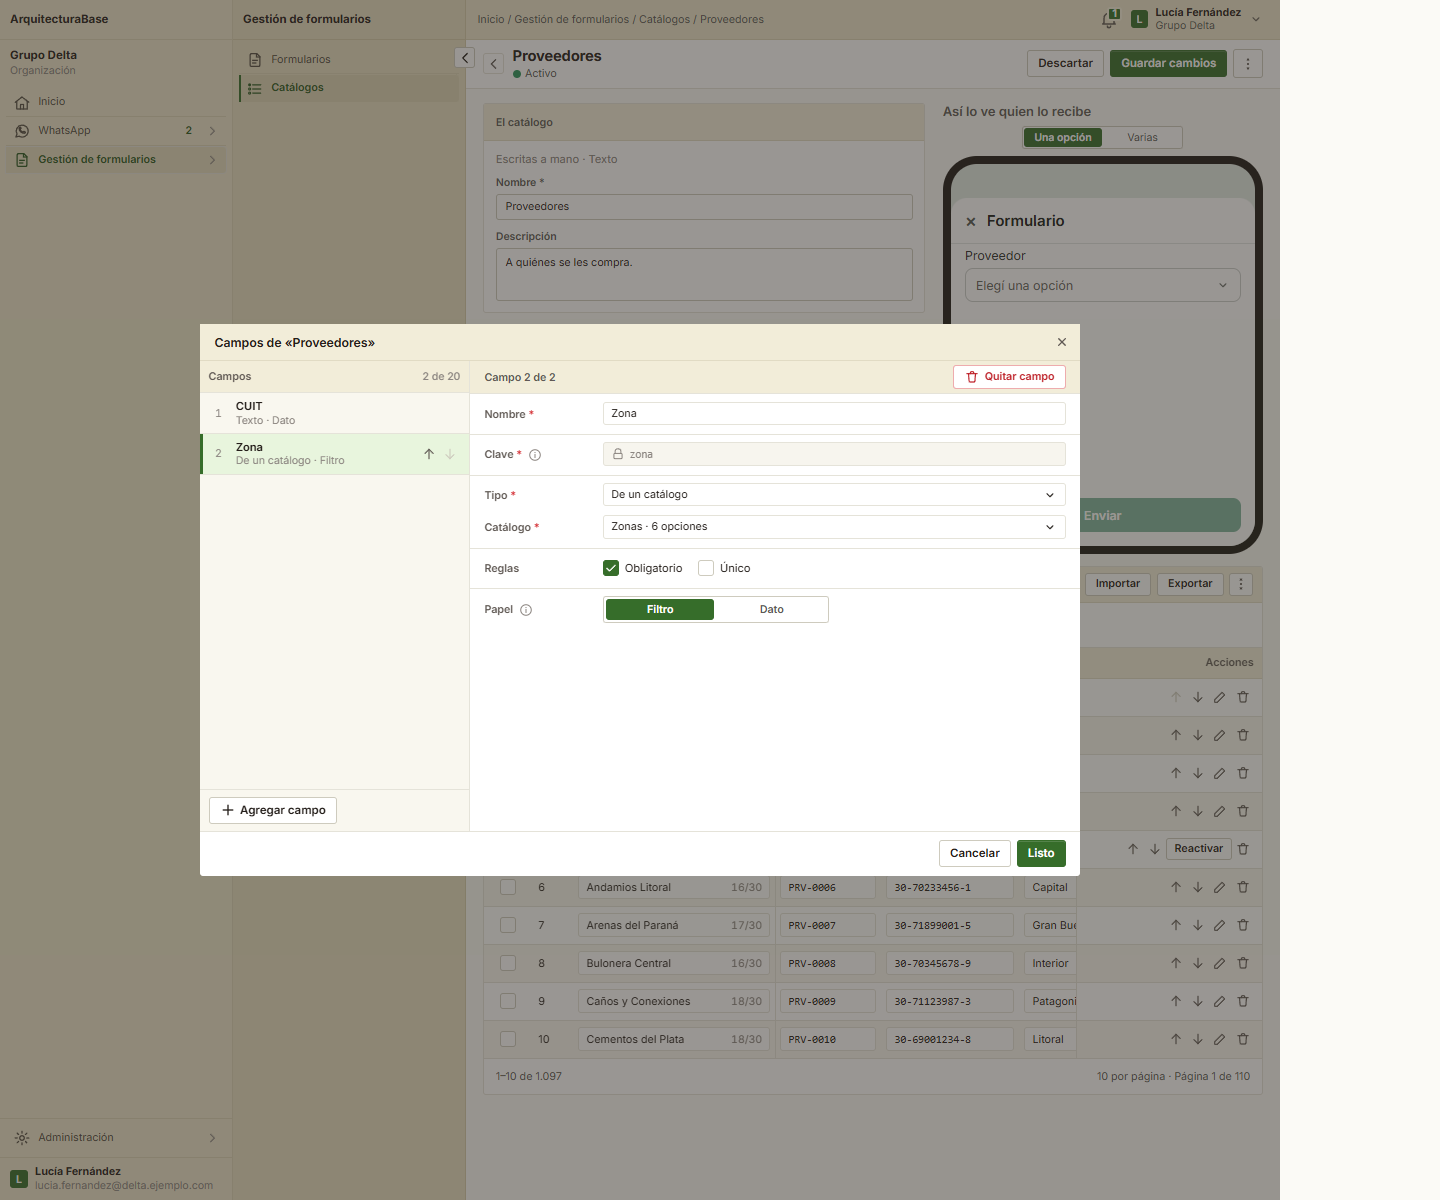 ArquitecturaBase
Grupo Delta
Organización
Inicio
WhatsApp 2
Gestión de formularios
Administración
L Lucía Fernández
lucia.fernandez@delta.ejemplo.com
Gestión de formularios
Formularios
Catálogos
Inicio / Gestión de formularios / Catálogos / Proveedores
1
L Lucía Fernández
Grupo Delta
Proveedores
Activo
Descartar Guardar cambios
El catálogo
Escritas a mano · Texto
Nombre *
Proveedores
Descripción
A quiénes se les compra.
Así lo ve quien lo recibe
Una opción Varias
Formulario
Proveedor
Elegí una opción
Enviar
Campos de «Proveedores»
Campos 2 de 20
1 CUIT
Texto · Dato
2 Zona
De un catálogo · Filtro
Agregar campo
Campo 2 de 2 Quitar campo
Nombre * Zona
Clave * zona
Tipo * De un catálogo
Catálogo * Zonas · 6 opciones
Reglas Obligatorio Único
Papel Filtro Dato
Cancelar Listo
Importar Exportar
Acciones
Reactivar
6 Andamios Litoral 16/30 PRV-0006 30-70233456-1 Capital
7 Arenas del Paraná 17/30 PRV-0007 30-71899001-5 Gran Bue
8 Bulonera Central 16/30 PRV-0008 30-70345678-9 Interior
9 Caños y Conexiones 18/30 PRV-0009 30-71123987-3 Patagoni
10 Cementos del Plata 18/30 PRV-0010 30-69001234-8 Litoral
1–10 de 1.097 10 por página · Página 1 de 110